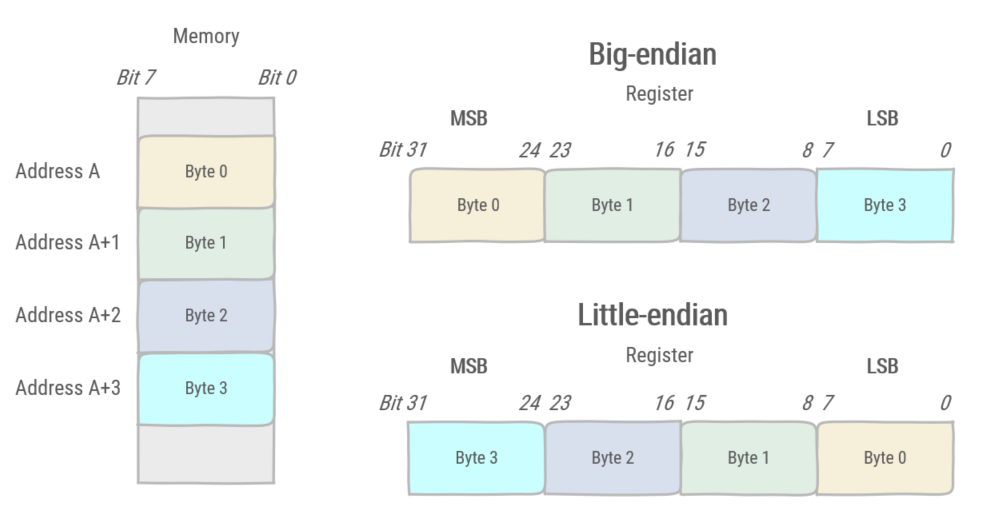 Memory
Bit 7 Bit 0
Address A Byte 0
Address A+1 Byte 1
Address A+2 Byte 2
Address A+3 Byte 3
Big-endian
Register
MSB LSB
Bit 31 24 23 16 15 8 7 0
Byte 0 Byte 1 Byte 2 Byte 3
Little-endian
Register
MSB LSB
Bit 31 24 23 16 15 8 7 0
Byte 3 Byte 2 Byte 1 Byte 0